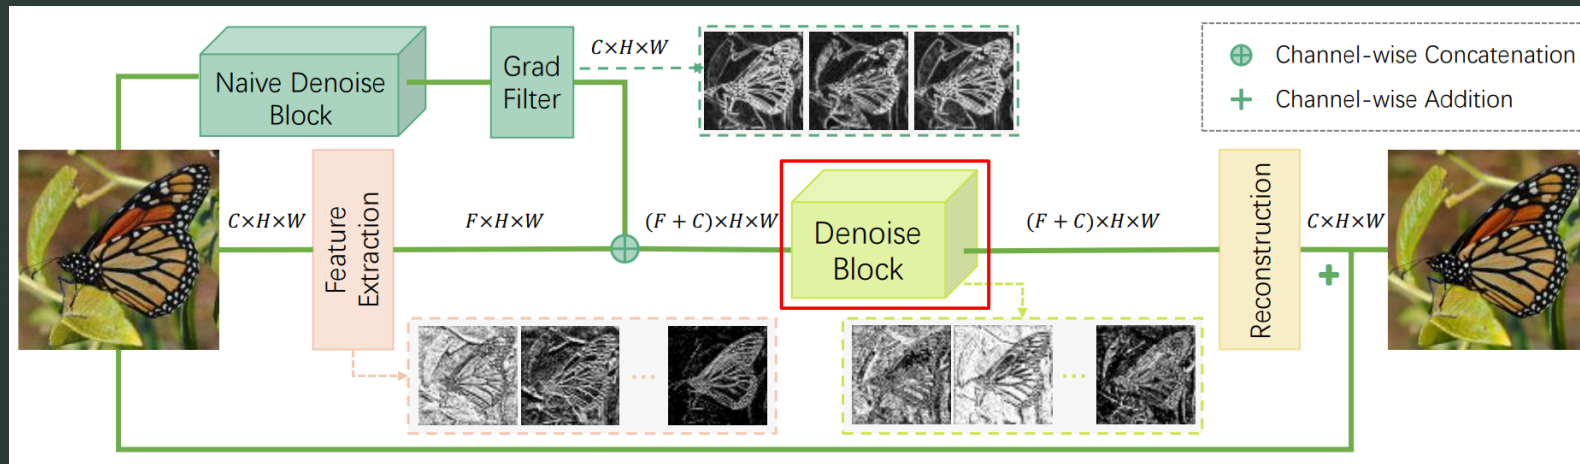 Naive Denoise
Block
Grad
Filter
C×H×W
⊕ Channel-wise Concatenation
+ Channel-wise Addition
C×H×W
Feature
Extraction
F×H×W
⊕
(F + C)×H×W
Denoise
Block
(F + C)×H×W
Reconstruction
C×H×W
+
...
...